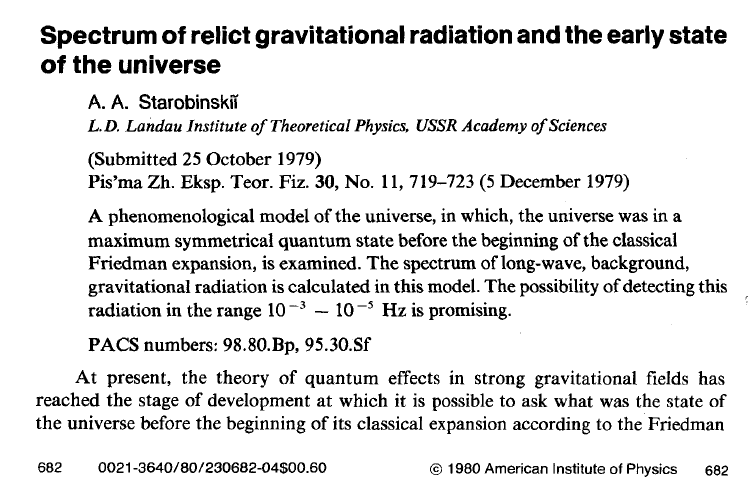 Spectrum of relict gravitational radiation and the early state
of the universe
A. A. Starobinskiĭ
L.D. Landau Institute of Theoretical Physics, USSR Academy of Sciences
(Submitted 25 October 1979)
Pis'ma Zh. Eksp. Teor. Fiz. 30, No. 11, 719–723 (5 December 1979)
A phenomenological model of the universe, in which, the universe was in a
maximum symmetrical quantum state before the beginning of the classical
Friedman expansion, is examined. The spectrum of long-wave, background,
gravitational radiation is calculated in this model. The possibility of detecting this
radiation in the range 10⁻³ – 10⁻⁵ Hz is promising.
PACS numbers: 98.80.Bp, 95.30.Sf
At present, the theory of quantum effects in strong gravitational fields has
reached the stage of development at which it is possible to ask what was the state of
the universe before the beginning of its classical expansion according to the Friedman
682 0021-3640/80/230682-04$00.60 © 1980 American Institute of Physics 682